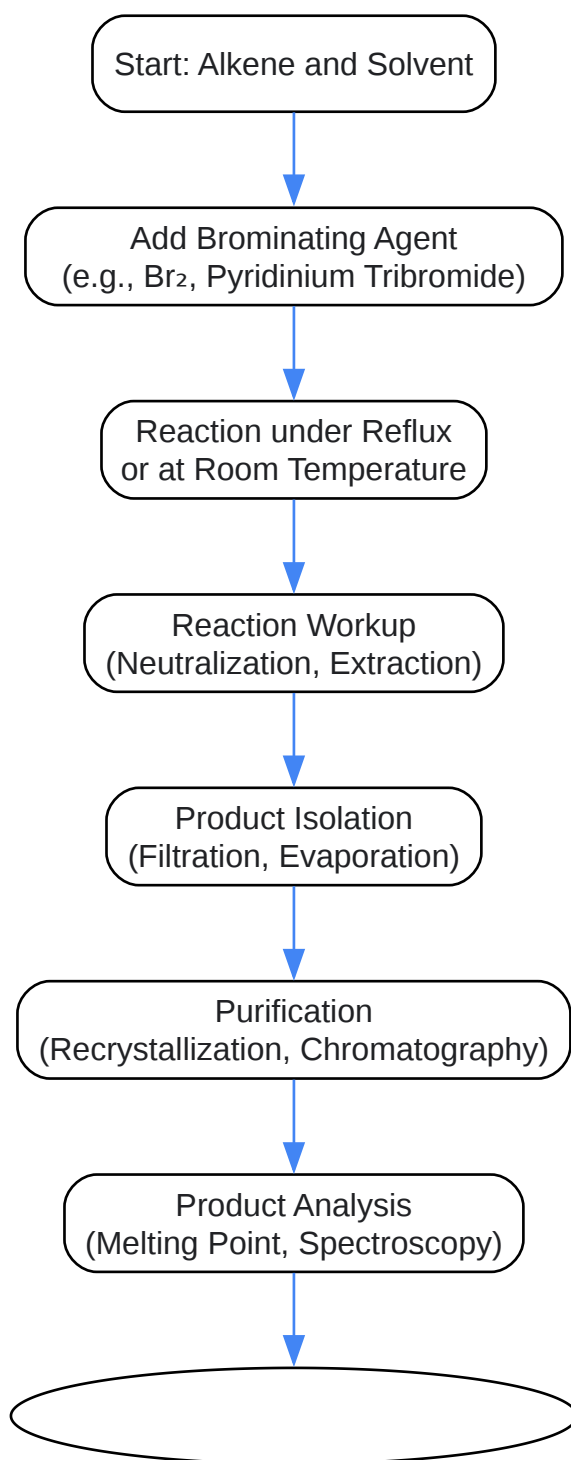 Start: Alkene and Solvent
Add Brominating Agent
(e.g., Br₂, Pyridinium Tribromide)
Reaction under Reflux
or at Room Temperature
Reaction Workup
(Neutralization, Extraction)
Product Isolation
(Filtration, Evaporation)
Purification
(Recrystallization, Chromatography)
Product Analysis
(Melting Point, Spectroscopy)